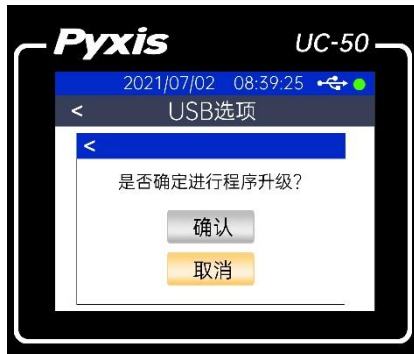 Pyxis UC-50
2021/07/02 08:39:25
< USB选项
<
是否确定进行程序升级?
确认
取消